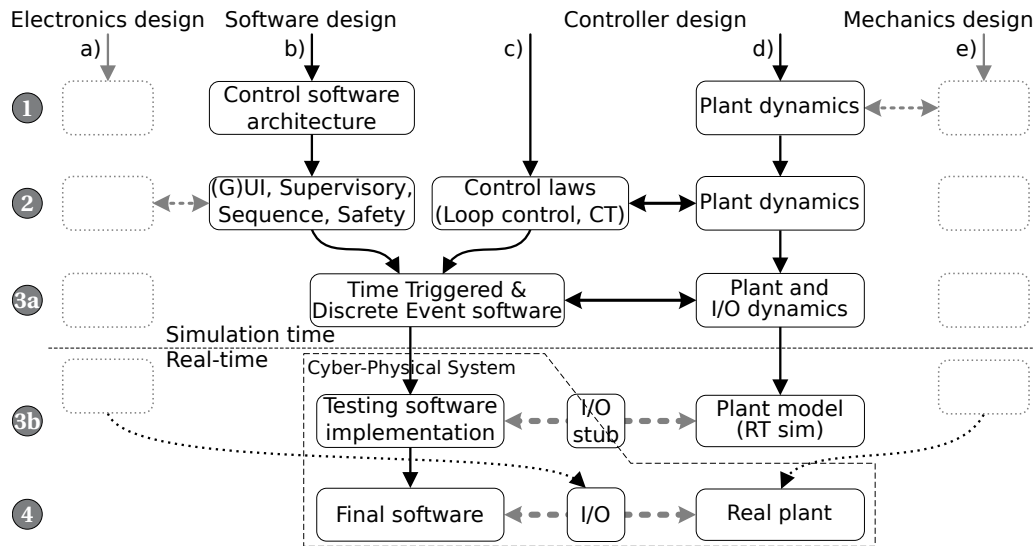 Electronics design
Software design
Controller design
Mechanics design
a)
b)
c)
d)
e)
1
Control software
architecture
Plant dynamics
2
(G)UI, Supervisory,
Sequence, Safety
Control laws
(Loop control, CT)
Plant dynamics
3a
Time Triggered &
Discrete Event software
Plant and
I/O dynamics
Simulation time
Real-time
Cyber-Physical System
3b
Testing software
implementation
I/O
stub
Plant model
(RT sim)
4
Final software
I/O
Real plant